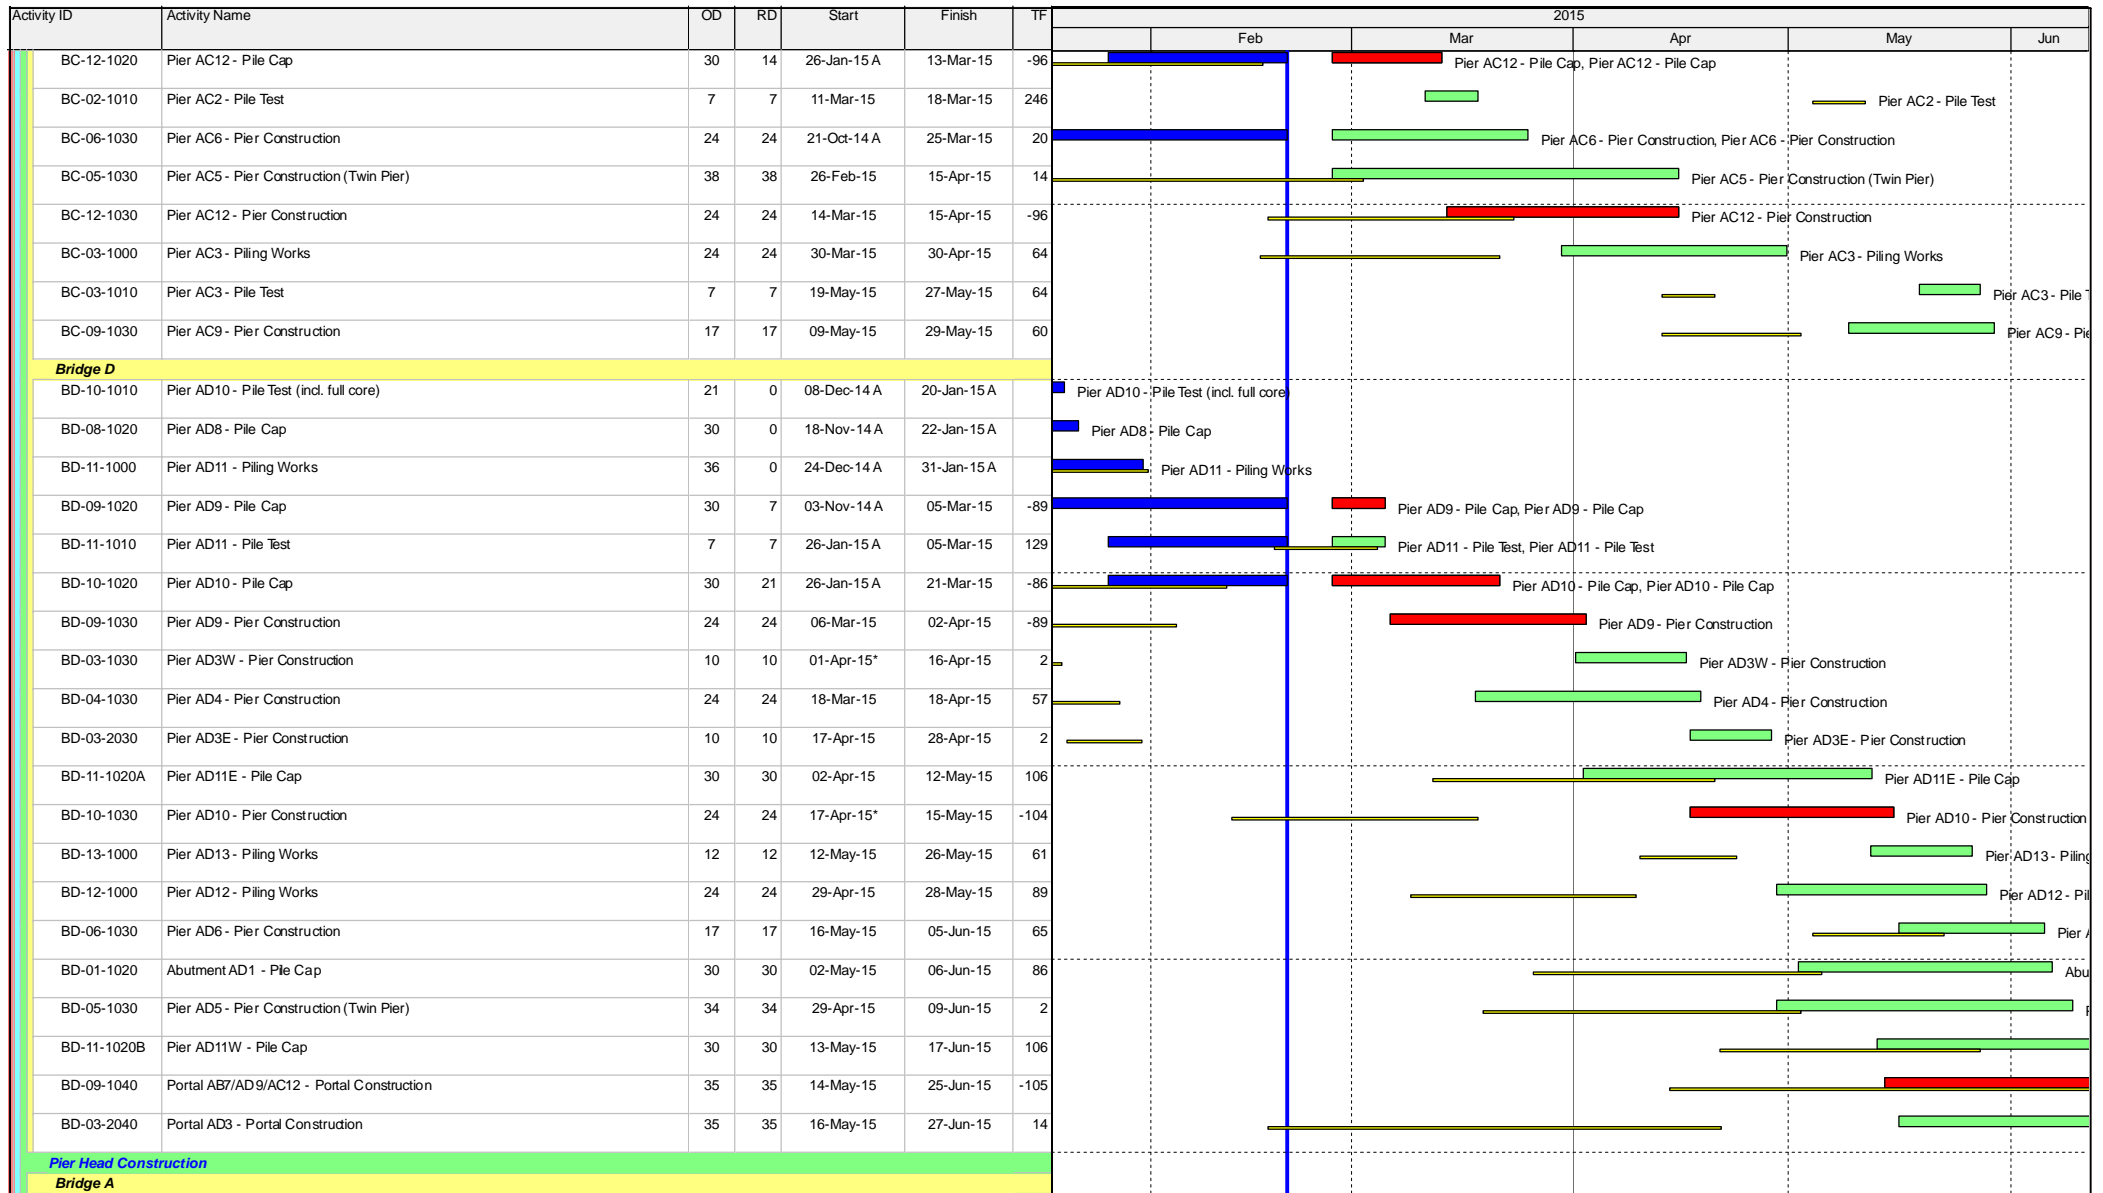 Activity ID Activity Name OD RD Start Finish TF 2015
Feb Mar Apr May Jun
BC-12-1020 Pier AC12 - Pile Cap 30 14 26-Jan-15 A 13-Mar-15 -96 Pier AC12 - Pile Cap, Pier AC12 - Pile Cap
BC-02-1010 Pier AC2 - Pile Test 7 7 11-Mar-15 18-Mar-15 246 Pier AC2 - Pile Test
BC-06-1030 Pier AC6 - Pier Construction 24 24 21-Oct-14 A 25-Mar-15 20 Pier AC6 - Pier Construction, Pier AC6 - Pier Construction
BC-05-1030 Pier AC5 - Pier Construction (Twin Pier) 38 38 26-Feb-15 15-Apr-15 14 Pier AC5 - Pier Construction (Twin Pier)
BC-12-1030 Pier AC12 - Pier Construction 24 24 14-Mar-15 15-Apr-15 -96 Pier AC12 - Pier Construction
BC-03-1000 Pier AC3 - Piling Works 24 24 30-Mar-15 30-Apr-15 64 Pier AC3 - Piling Works
BC-03-1010 Pier AC3 - Pile Test 7 7 19-May-15 27-May-15 64 Pier AC3 - Pile
BC-09-1030 Pier AC9 - Pier Construction 17 17 09-May-15 29-May-15 60 Pier AC9 - Pie
Bridge D
BD-10-1010 Pier AD10 - Pile Test (incl. full core) 21 0 08-Dec-14 A 20-Jan-15 A Pier AD10 - Pile Test (incl. full core)
BD-08-1020 Pier AD8 - Pile Cap 30 0 18-Nov-14 A 22-Jan-15 A Pier AD8 - Pile Cap
BD-11-1000 Pier AD11 - Piling Works 36 0 24-Dec-14 A 31-Jan-15 A Pier AD11 - Piling Works
BD-09-1020 Pier AD9 - Pile Cap 30 7 03-Nov-14 A 05-Mar-15 -89 Pier AD9 - Pile Cap, Pier AD9 - Pile Cap
BD-11-1010 Pier AD11 - Pile Test 7 7 26-Jan-15 A 05-Mar-15 129 Pier AD11 - Pile Test, Pier AD11 - Pile Test
BD-10-1020 Pier AD10 - Pile Cap 30 21 26-Jan-15 A 21-Mar-15 -86 Pier AD10 - Pile Cap, Pier AD10 - Pile Cap
BD-09-1030 Pier AD9 - Pier Construction 24 24 06-Mar-15 02-Apr-15 -89 Pier AD9 - Pier Construction
BD-03-1030 Pier AD3W - Pier Construction 10 10 01-Apr-15* 16-Apr-15 2 Pier AD3W - Pier Construction
BD-04-1030 Pier AD4 - Pier Construction 24 24 18-Mar-15 18-Apr-15 57 Pier AD4 - Pier Construction
BD-03-2030 Pier AD3E - Pier Construction 10 10 17-Apr-15 28-Apr-15 2 Pier AD3E - Pier Construction
BD-11-1020A Pier AD11E - Pile Cap 30 30 02-Apr-15 12-May-15 106 Pier AD11E - Pile Cap
BD-10-1030 Pier AD10 - Pier Construction 24 24 17-Apr-15* 15-May-15 -104 Pier AD10 - Pier Construction
BD-13-1000 Pier AD13 - Piling Works 12 12 12-May-15 26-May-15 61 Pier AD13 - Piling
BD-12-1000 Pier AD12 - Piling Works 24 24 29-Apr-15 28-May-15 89 Pier AD12 - Pil
BD-06-1030 Pier AD6 - Pier Construction 17 17 16-May-15 05-Jun-15 65 Pier
BD-01-1020 Abutment AD1 - Pile Cap 30 30 02-May-15 06-Jun-15 86 Abu
BD-05-1030 Pier AD5 - Pier Construction (Twin Pier) 34 34 29-Apr-15 09-Jun-15 2
BD-11-1020B Pier AD11W - Pile Cap 30 30 13-May-15 17-Jun-15 106
BD-09-1040 Portal AB7/AD9/AC12 - Portal Construction 35 35 14-May-15 25-Jun-15 -105
BD-03-2040 Portal AD3 - Portal Construction 35 35 16-May-15 27-Jun-15 14
Pier Head Construction
Bridge A